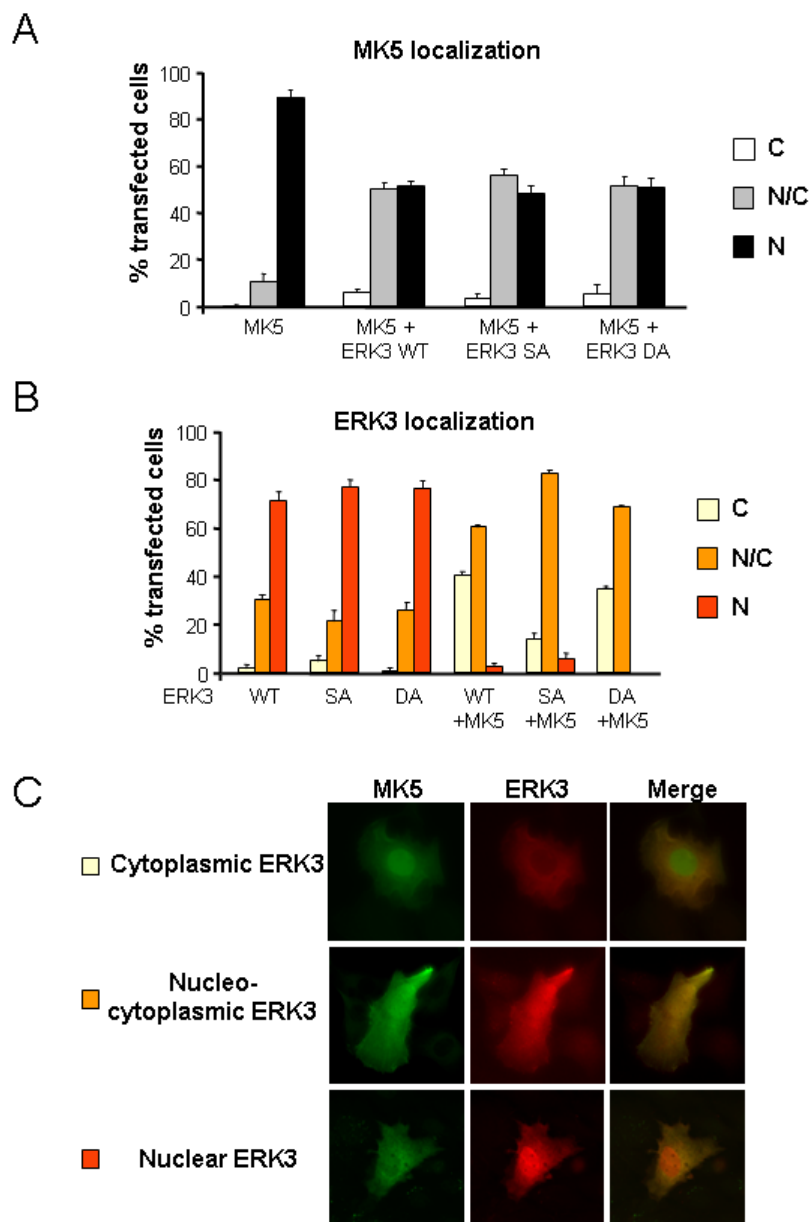 A
MK5 localization
% transfected cells
100
80
60
40
20
0
MK5
MK5 +
ERK3 WT
MK5 +
ERK3 SA
MK5 +
ERK3 DA
C
N/C
N
B
ERK3 localization
% transfected cells
100
80
60
40
20
0
ERK3
WT
SA
DA
WT
+MK5
SA
+MK5
DA
+MK5
C
N/C
N
C
MK5
ERK3
Merge
Cytoplasmic ERK3
Nucleo-
cytoplasmic ERK3
Nuclear ERK3